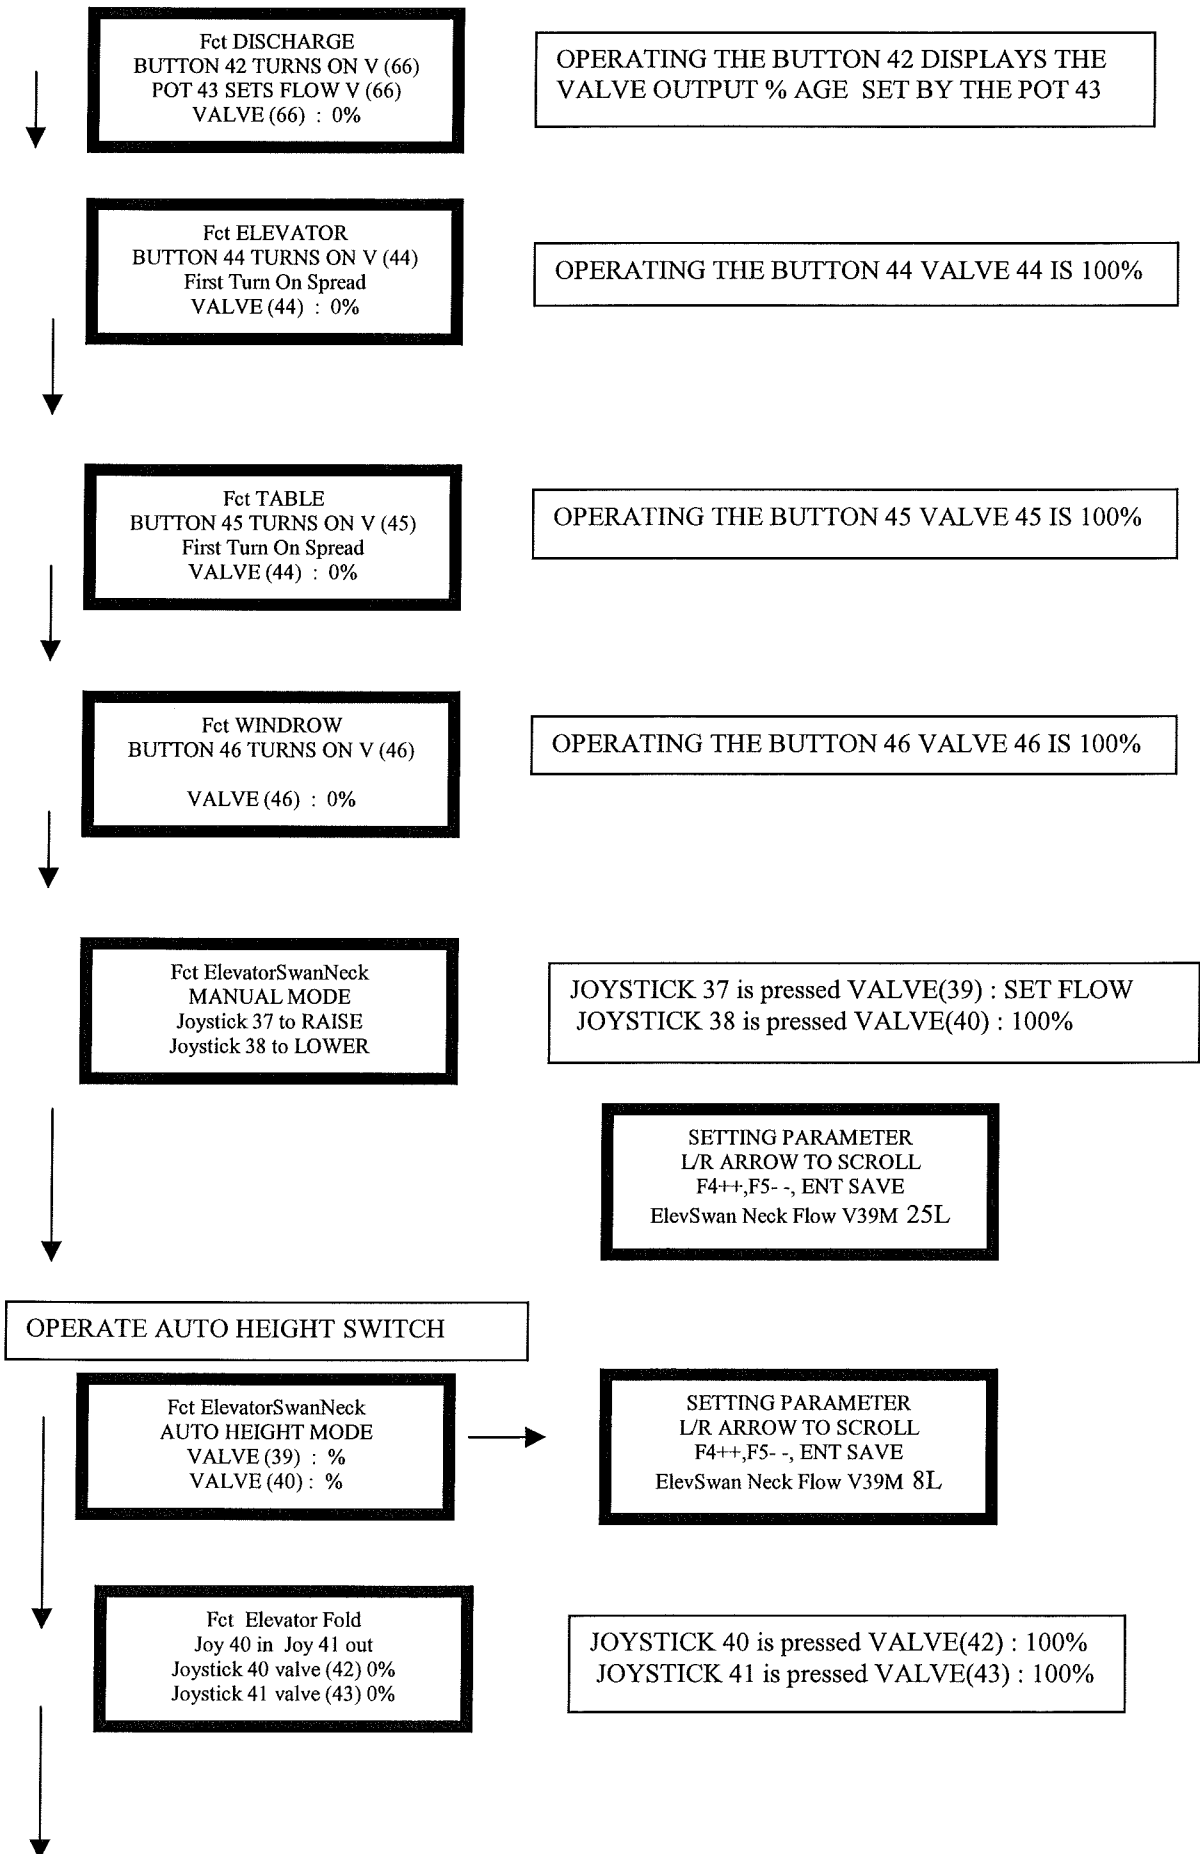 Fct DISCHARGE
BUTTON 42 TURNS ON V (66)
POT 43 SETS FLOW V (66)
VALVE (66) : 0%
OPERATING THE BUTTON 42 DISPLAYS THE
VALVE OUTPUT % AGE SET BY THE POT 43
Fct ELEVATOR
BUTTON 44 TURNS ON V (44)
First Turn On Spread
VALVE (44) : 0%
OPERATING THE BUTTON 44 VALVE 44 IS 100%
Fct TABLE
BUTTON 45 TURNS ON V (45)
First Turn On Spread
VALVE (44) : 0%
OPERATING THE BUTTON 45 VALVE 45 IS 100%
Fct WINDROW
BUTTON 46 TURNS ON V (46)
VALVE (46) : 0%
OPERATING THE BUTTON 46 VALVE 46 IS 100%
Fct ElevatorSwanNeck
MANUAL MODE
Joystick 37 to RAISE
Joystick 38 to LOWER
JOYSTICK 37 is pressed VALVE(39) : SET FLOW
JOYSTICK 38 is pressed VALVE(40) : 100%
SETTING PARAMETER
L/R ARROW TO SCROLL
F4++,F5- -, ENT SAVE
ElevSwan Neck Flow V39M 25L
OPERATE AUTO HEIGHT SWITCH
Fct ElevatorSwanNeck
AUTO HEIGHT MODE
VALVE (39) : %
VALVE (40) : %
SETTING PARAMETER
L/R ARROW TO SCROLL
F4++,F5- -, ENT SAVE
ElevSwan Neck Flow V39M 8L
Fct Elevator Fold
Joy 40 in Joy 41 out
Joystick 40 valve (42) 0%
Joystick 41 valve (43) 0%
JOYSTICK 40 is pressed VALVE(42) : 100%
JOYSTICK 41 is pressed VALVE(43) : 100%